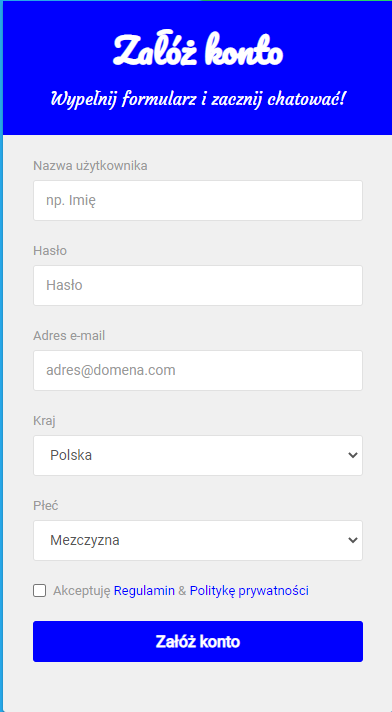 Załóż konto
Wypełnij formularz i zacznij chatować!
Nazwa użytkownika
np. Imię
Hasło
Hasło
Adres e-mail
adres@domena.com
Kraj
Polska
Płeć
Mezczyzna
Akceptuję Regulamin & Politykę prywatności
Załóż konto